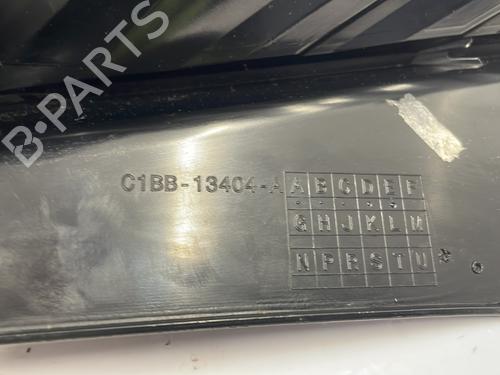 B-PARTS
C1BB-13404-A
A B C D E F
G H J K L M
N P R S T U